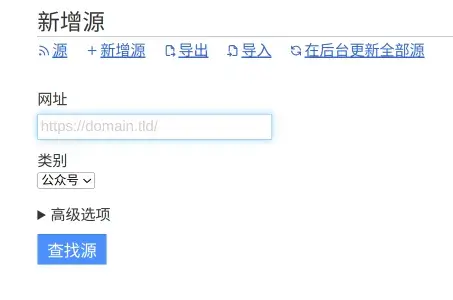 新增源
源 新增源 导出 导入 在后台更新全部源
网址
https://domain.tld/
类别
公众号
高级选项
查找源